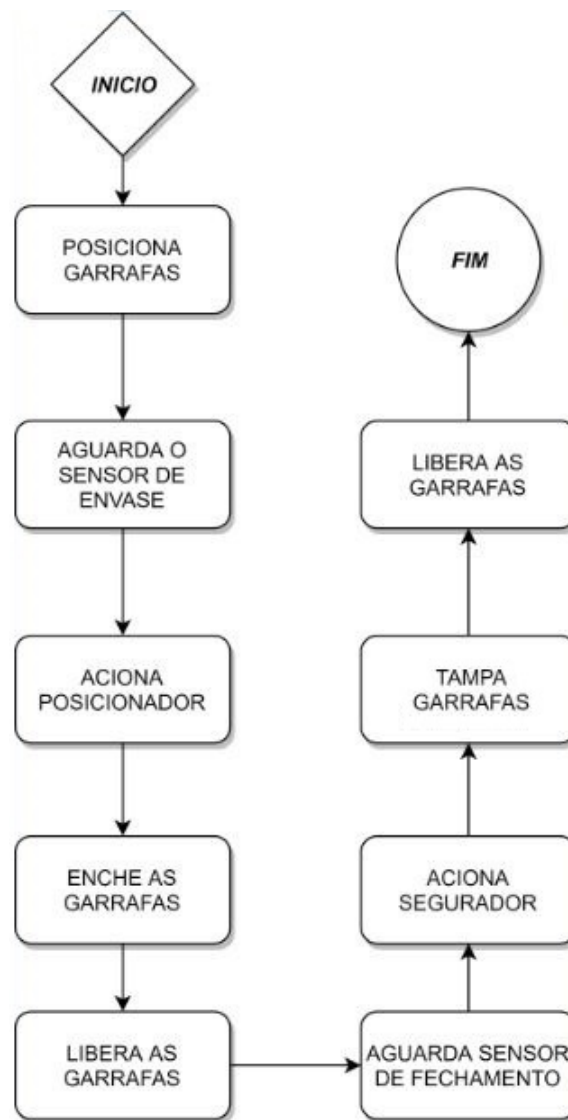 INICIO
POSICIONA
GARRAFAS
AGUARDA O
SENSOR DE
ENVASE
ACIONA
POSICIONADOR
ENCHE AS
GARRAFAS
LIBERA AS
GARRAFAS
AGUARDA SENSOR
DE FECHAMENTO
ACIONA
SEGURADOR
TAMPA
GARRAFAS
LIBERA AS
GARRAFAS
FIM